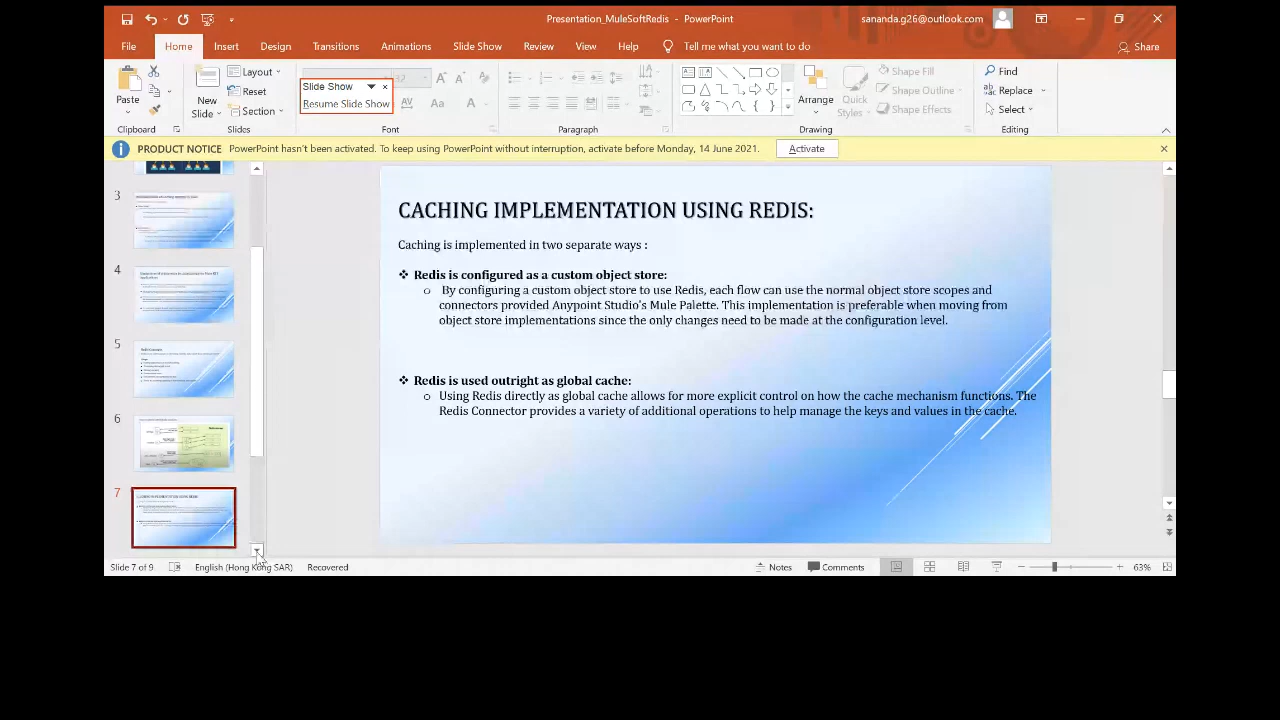 Presentation_MuleSoftRedis - PowerPoint
sananda.g26@outlook.com
File Home Insert Design Transitions Animations Slide Show Review View Help Tell me what you want to do Share
Paste
Clipboard
New Slide
Layout
Reset
Section
Slides
Slide Show
Resume Slide Show
AV Aa A
Font
Paragraph
Arrange
Quick Styles
Shape Fill
Shape Outline
Shape Effects
Drawing
Find
Replace
Select
Editing
PRODUCT NOTICE PowerPoint hasn't been activated. To keep using PowerPoint without interruption, activate before Monday, 14 June 2021. Activate
3
4
5
6
7
CACHING IMPLEMENTATION USING REDIS:
Caching is implemented in two separate ways :
❖ Redis is configured as a custom object store:
o By configuring a custom object store to use Redis, each flow can use the normal object store scopes and
connectors provided Anypoint Studio's Mule Palette. This implementation is preferable when moving from
object store implementations since the only changes need to be made at the configuration level.
❖ Redis is used outright as global cache:
o Using Redis directly as global cache allows for more explicit control on how the cache mechanism functions. The
Redis Connector provides a variety of additional operations to help manage the keys and values in the cache.
Slide 7 of 9 English (Hong Kong SAR) Recovered Notes Comments 63%